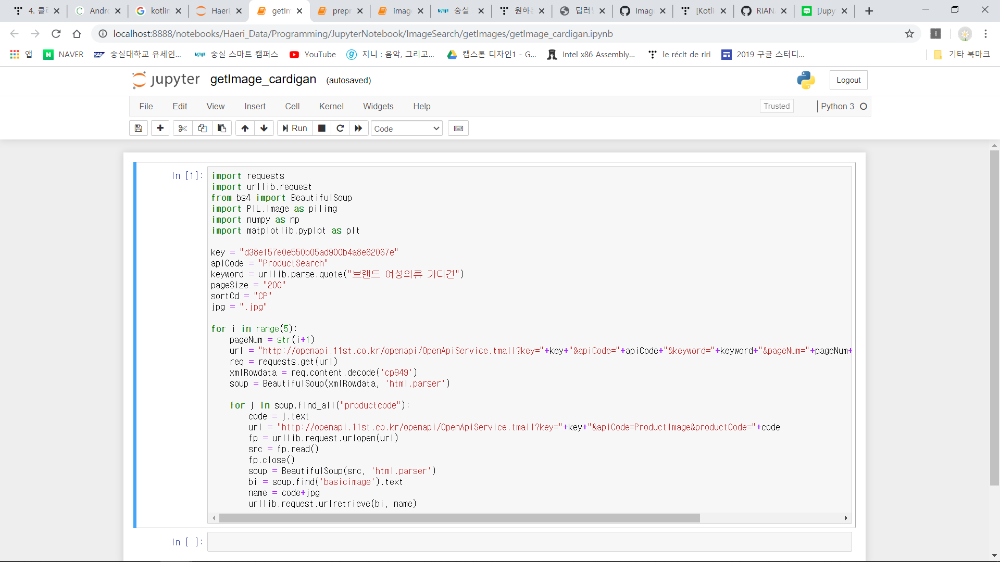 4. 클
Andro
kotlin
Haeri
getIm
prepr
image
숭실
원하는
딥러닝
Image
[Kotli
RIANA
[Jupy
localhost:8888/notebooks/Haeri_Data/Programming/JupyterNotebook/ImageSearch/getImages/getImage_cardigan.ipynb
앱 NAVER 숭실대학교 유세인... 숭실 스마트 캠퍼스 YouTube 지니 : 음악, 그리고... 캡스톤 디자인1 - G... Intel x86 Assembly... le récit de riri 2019 구글 스터디... 기타 북마크
jupyter getImage_cardigan (autosaved) Logout
File Edit View Insert Cell Kernel Widgets Help Trusted Python 3
Run Code
In [1]:
import requests
import urllib.request
from bs4 import BeautifulSoup
import PIL.Image as pilimg
import numpy as np
import matplotlib.pyplot as plt
key = "d38e157e0e550b05ad900b4a8e82067e"
apiCode = "ProductSearch"
keyword = urllib.parse.quote("브랜드 여성의류 가디건")
pageSize = "200"
sortCd = "CP"
jpg = ".jpg"
for i in range(5):
pageNum = str(i+1)
url = "http://openapi.11st.co.kr/openapi/OpenApiService.tmall?key="+key+"&apiCode="+apiCode+"&keyword="+keyword+"&pageNum="+pageNum+
req = requests.get(url)
xmlRowdata = req.content.decode('cp949')
soup = BeautifulSoup(xmlRowdata, 'html.parser')
for j in soup.find_all("productcode"):
code = j.text
url = "http://openapi.11st.co.kr/openapi/OpenApiService.tmall?key="+key+"&apiCode=ProductImage&productCode="+code
fp = urllib.request.urlopen(url)
src = fp.read()
fp.close()
soup = BeautifulSoup(src, 'html.parser')
bi = soup.find('basicimage').text
name = code+jpg
urllib.request.urlretrieve(bi, name)
In [ ]: